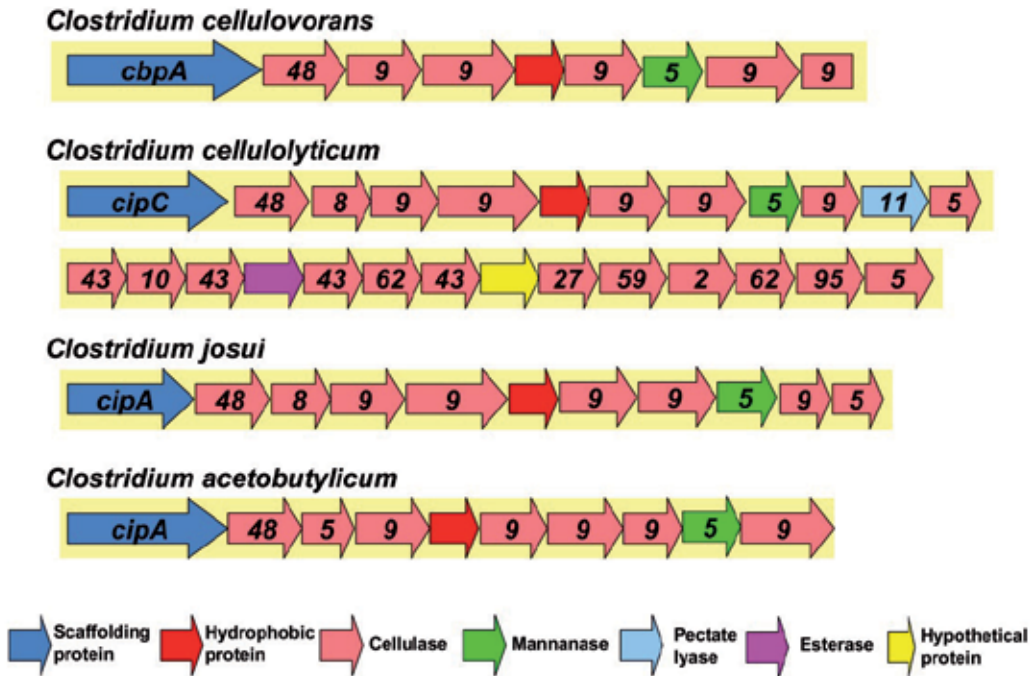 Clostridium cellulovorans
cbpA 48 9 9 9 5 9 9
Clostridium cellulolyticum
cipC 48 8 9 9 9 9 5 9 11 5
43 10 43 43 62 43 27 59 2 62 95 5
Clostridium josui
cipA 48 8 9 9 9 9 5 9 5
Clostridium acetobutylicum
cipA 48 5 9 9 9 9 5 9
Scaffolding protein
Hydrophobic protein
Cellulase
Mannanase
Pectate lyase
Esterase
Hypothetical protein